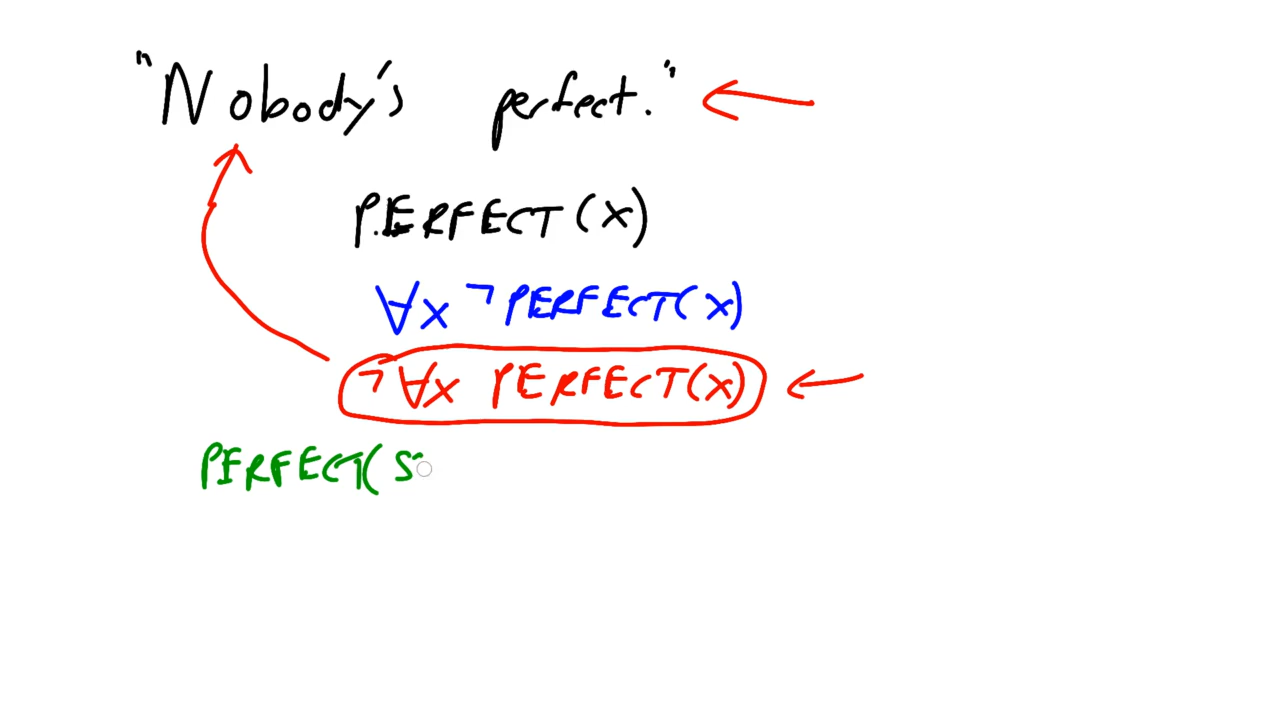 "Nobody's perfect."
PERFECT(X)
∀x ¬PERFECT(x)
¬∀x PERFECT(x)
PERFECT(S